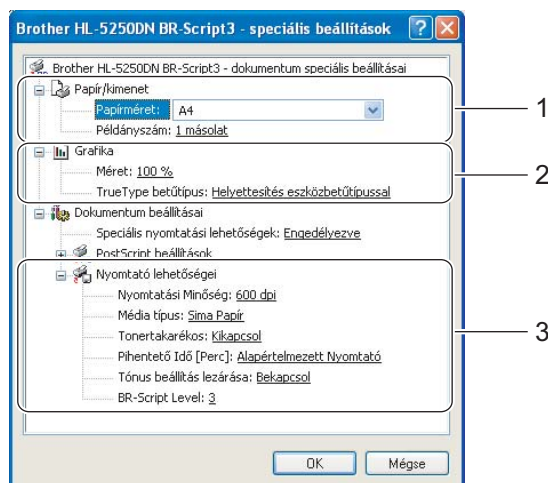 Brother HL-5250DN BR-Script3 - speciális beállítások
Brother HL-5250DN BR-Script3 - dokumentum speciális beállításai
Papír/kimenet
Papírméret: A4
Példányszám: 1 másolat
1
Grafika
Méret: 100 %
TrueType betűtípus: Helyettesítés eszközbetűtípussal
2
Dokumentum beállításai
Speciális nyomtatási lehetőségek: Engedélyezve
PostScript beállítások
Nyomtató lehetőségei
Nyomtatási Minőség: 600 dpi
Média típus: Sima Papír
Tonertakarékos: Kikapcsol
Pihentető Idő [Perc]: Alapértelmezett Nyomtató
Tónus beállítás lezárása: Bekapcsol
BR-Script Level: 3
3
OK Mégse